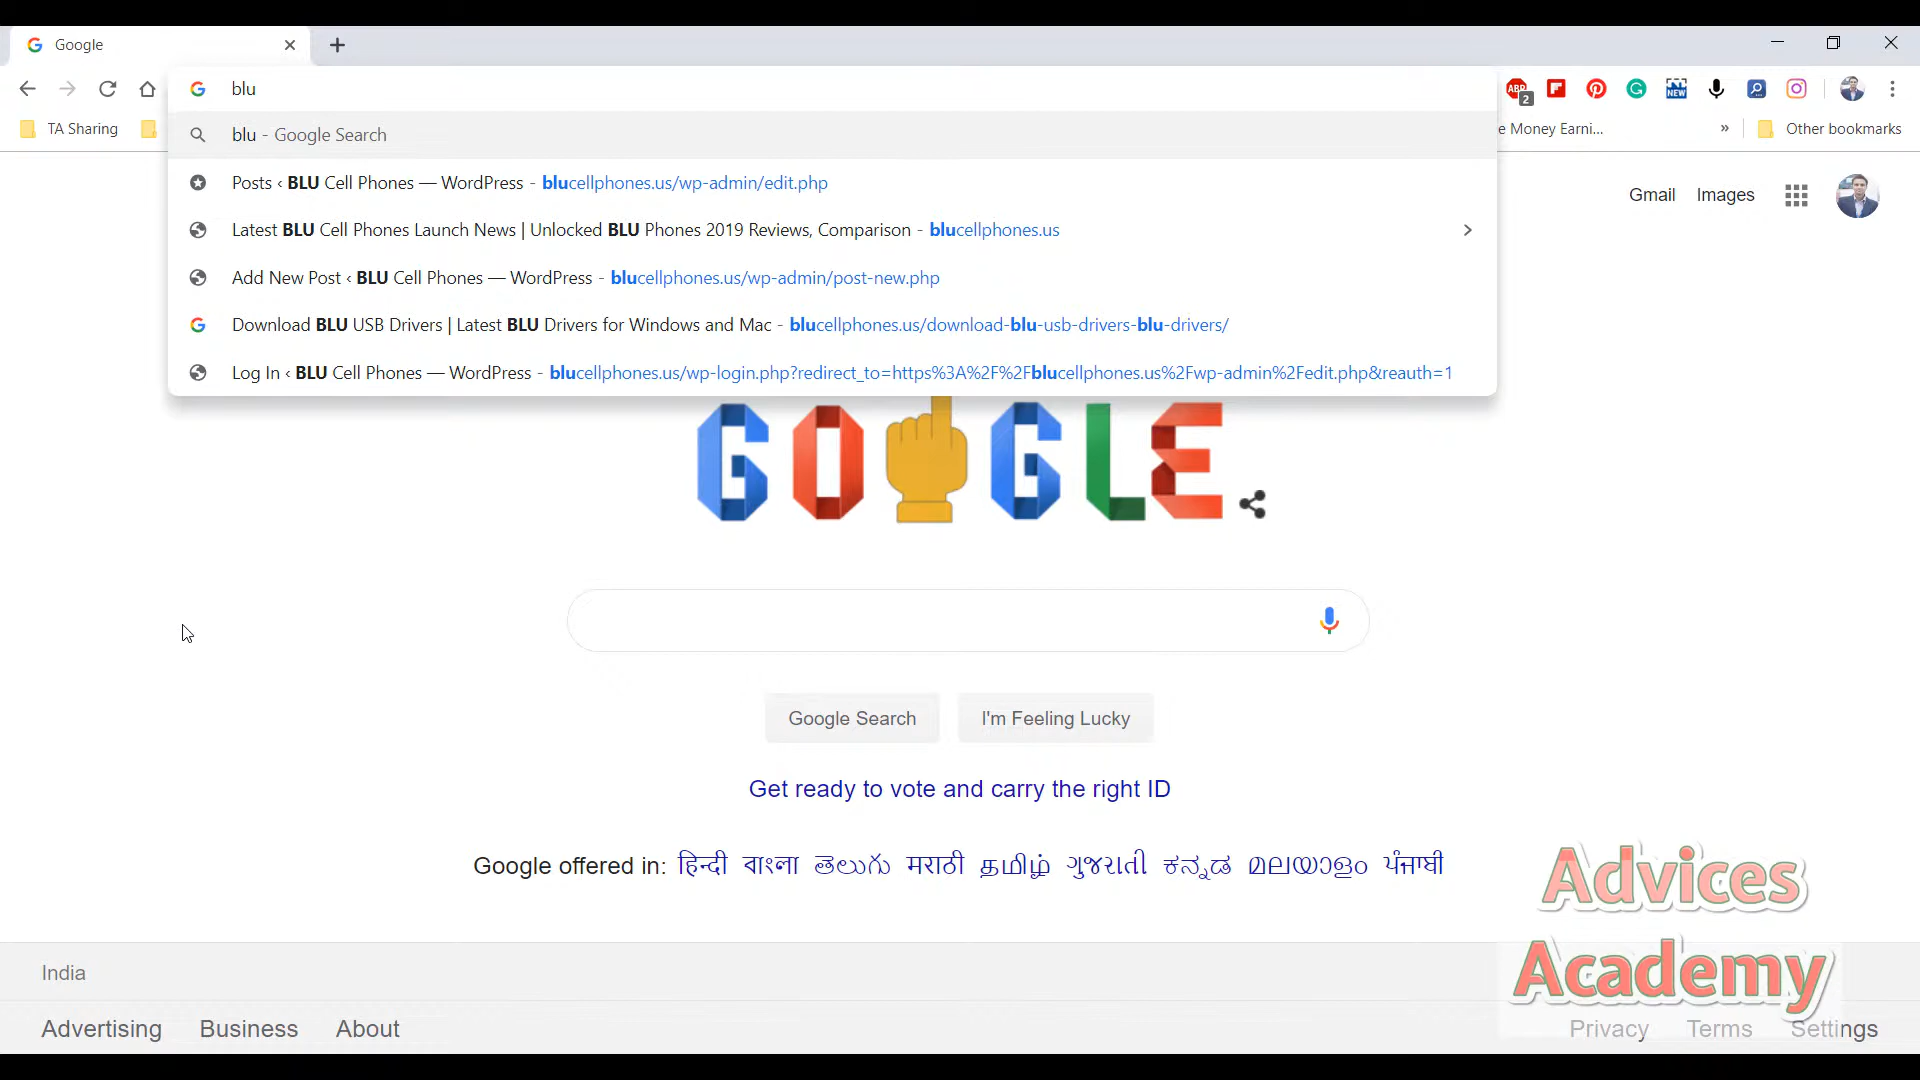 Google
blu
TA Sharing
e Money Earni...
»
Other bookmarks
ABP
2
NEW
blu - Google Search
Posts ‹ BLU Cell Phones — WordPress - blucellphones.us/wp-admin/edit.php
Latest BLU Cell Phones Launch News | Unlocked BLU Phones 2019 Reviews, Comparison - blucellphones.us
Add New Post ‹ BLU Cell Phones — WordPress - blucellphones.us/wp-admin/post-new.php
Download BLU USB Drivers | Latest BLU Drivers for Windows and Mac - blucellphones.us/download-blu-usb-drivers-blu-drivers/
Log In ‹ BLU Cell Phones — WordPress - blucellphones.us/wp-login.php?redirect_to=https%3A%2F%2Fblucellphones.us%2Fwp-admin%2Fedit.php&reauth=1
Gmail Images
GO GLE
Google Search I'm Feeling Lucky
Get ready to vote and carry the right ID
Google offered in: हिन्दी বাংলা తెలుగు मराठी தமிழ் ગુજરાતી ಕನ್ನಡ മലയാളം ਪੰਜਾਬੀ
Advices
Academy
India
Advertising Business About
Privacy Terms Settings